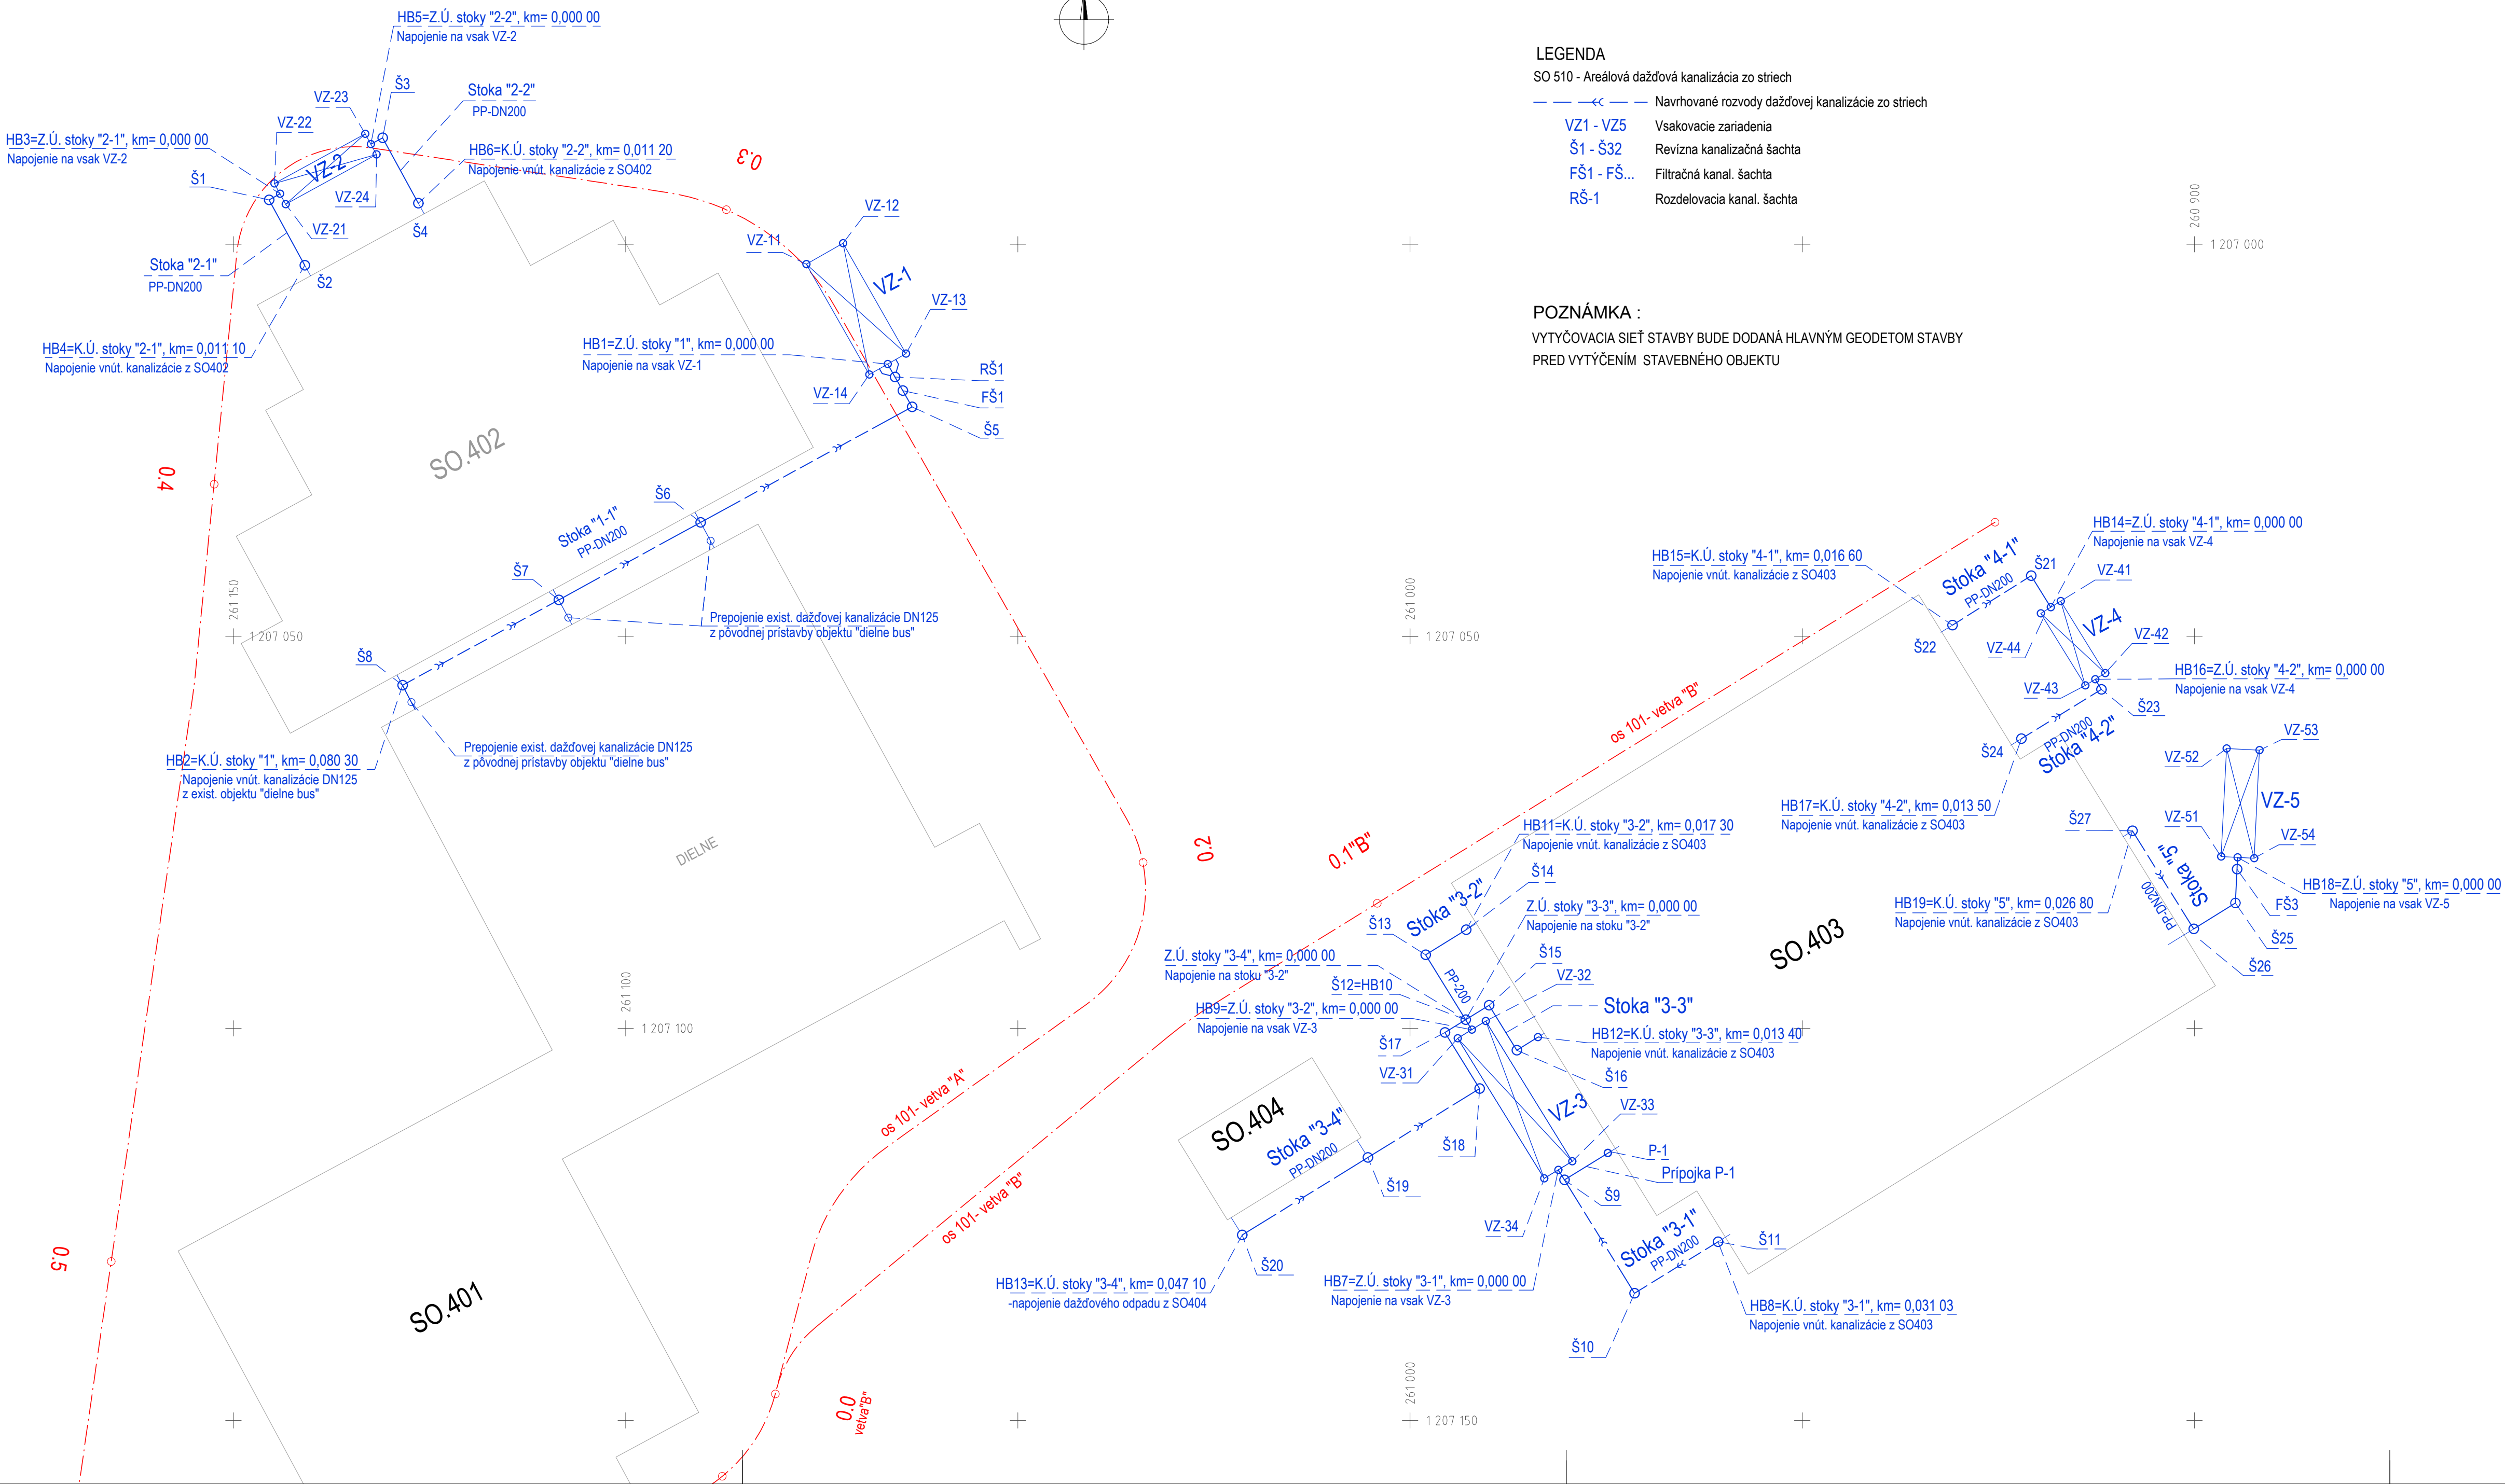 HB5=Z.Ú. stoky "2-2", km= 0,000 00
Napojenie na vsak VZ-2
Š3
VZ-23
Stoka "2-2"
PP-DN200
VZ-22
HB3=Z.Ú. stoky "2-1", km= 0,000 00
Napojenie na vsak VZ-2
HB6=K.Ú. stoky "2-2", km= 0,011 20
Napojenie vnút. kanalizácie z SO402
VZ-2
Š1
VZ-24
VZ-21
Š4
Stoka "2-1"
PP-DN200
Š2
HB4=K.Ú. stoky "2-1", km= 0,011 10
Napojenie vnút. kanalizácie z SO402
0.3
VZ-12
VZ-11
VZ-1
VZ-13
HB1=Z.Ú. stoky "1", km= 0,000 00
Napojenie na vsak VZ-1
RŠ1
VZ-14
FŠ1
Š5
LEGENDA
SO 510 - Areálová dažďová kanalizácia zo striech
Navrhované rozvody dažďovej kanalizácie zo striech
VZ1 - VZ5 Vsakovacie zariadenia
Š1 - Š32 Revízna kanalizačná šachta
FŠ1 - FŠ... Filtračná kanal. šachta
RŠ-1 Rozdelovacia kanal. šachta
260 900
1 207 000
POZNÁMKA :
VYTYČOVACIA SIEŤ STAVBY BUDE DODANÁ HLAVNÝM GEODETOM STAVBY
PRED VYTÝČENÍM STAVEBNÉHO OBJEKTU
SO.402
0.4
Š6
Stoka "1-1"
PP-DN200
Š7
261 150
1 207 050
Prepojenie exist. dažďovej kanalizácie DN125
z pôvodnej prístavby objektu "dielne bus"
Š8
Prepojenie exist. dažďovej kanalizácie DN125
z pôvodnej prístavby objektu "dielne bus"
HB2=K.Ú. stoky "1", km= 0,080 30
Napojenie vnút. kanalizácie DN125
z exist. objektu "dielne bus"
DIELNE
261 000
1 207 050
HB14=Z.Ú. stoky "4-1", km= 0,000 00
Napojenie na vsak VZ-4
HB15=K.Ú. stoky "4-1", km= 0,016 60
Napojenie vnút. kanalizácie z SO403
Stoka "4-1"
PP-DN200
Š21
VZ-41
VZ-4
VZ-42
Š22
VZ-44
HB16=Z.Ú. stoky "4-2", km= 0,000 00
Napojenie na vsak VZ-4
VZ-43
Š23
os 101- vetva "B"
PP-DN200
Stoka "4-2"
Š24
VZ-53
VZ-52
VZ-5
HB17=K.Ú. stoky "4-2", km= 0,013 50
Napojenie vnút. kanalizácie z SO403
Š27
VZ-51
VZ-54
HB18=Z.Ú. stoky "5", km= 0,000 00
Napojenie na vsak VZ-5
Stoka "5"
PP-DN200
HB19=K.Ú. stoky "5", km= 0,026 80
Napojenie vnút. kanalizácie z SO403
FŠ3
Š25
Š26
0.2
0.1"B"
HB11=K.Ú. stoky "3-2", km= 0,017 30
Napojenie vnút. kanalizácie z SO403
Š14
Stoka "3-2"
Š13
Z.Ú. stoky "3-3", km= 0,000 00
Napojenie na stoku "3-2"
SO.403
Z.Ú. stoky "3-4", km= 0,000 00
Napojenie na stoku "3-2"
Š15
PP-200
VZ-32
Š12=HB10
Stoka "3-3"
HB9=Z.Ú. stoky "3-2", km= 0,000 00
Napojenie na vsak VZ-3
HB12=K.Ú. stoky "3-3", km= 0,013 40
Napojenie vnút. kanalizácie z SO403
Š17
VZ-31
Š16
261 100
1 207 100
os 101- vetva "A"
os 101- vetva "B"
VZ-3
VZ-33
SO.404
Stoka "3-4"
PP-DN200
Š18
P-1
Prípojka P-1
Š19
Š9
VZ-34
Stoka "3-1"
PP-DN200
Š11
Š20
HB13=K.Ú. stoky "3-4", km= 0,047 10
-napojenie dažďového odpadu z SO404
HB7=Z.Ú. stoky "3-1", km= 0,000 00
Napojenie na vsak VZ-3
HB8=K.Ú. stoky "3-1", km= 0,031 03
Napojenie vnút. kanalizácie z SO403
Š10
0.5
SO.401
0.0
vetva"B"
261 000
1 207 150